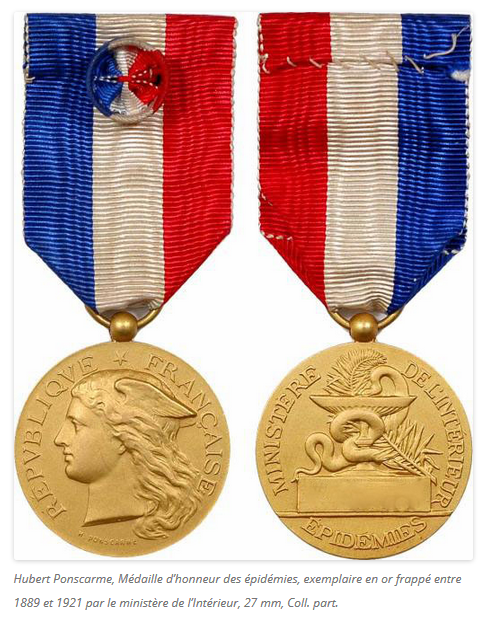 RÉPVBLIQVE ★ FRANÇAISE
H. PONSCARME
MINISTÈRE DE L'INTÉRIEUR
ÉPIDÉMIES
Hubert Ponscarme, Médaille d'honneur des épidémies, exemplaire en or frappé entre
1889 et 1921 par le ministère de l'Intérieur, 27 mm, Coll. part.